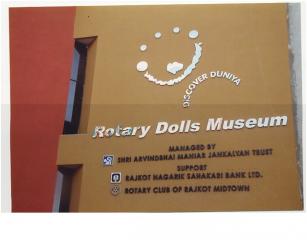 DISCOVER DUNIYA
Rotary Dolls Museum
MANAGED BY
SHRI ARVINDBHAI MANIAR JANKALYAN TRUST
SUPPORT
RAJKOT NAGARIK SAHAKARI BANK LTD.
ROTARY CLUB OF RAJKOT MIDTOWN